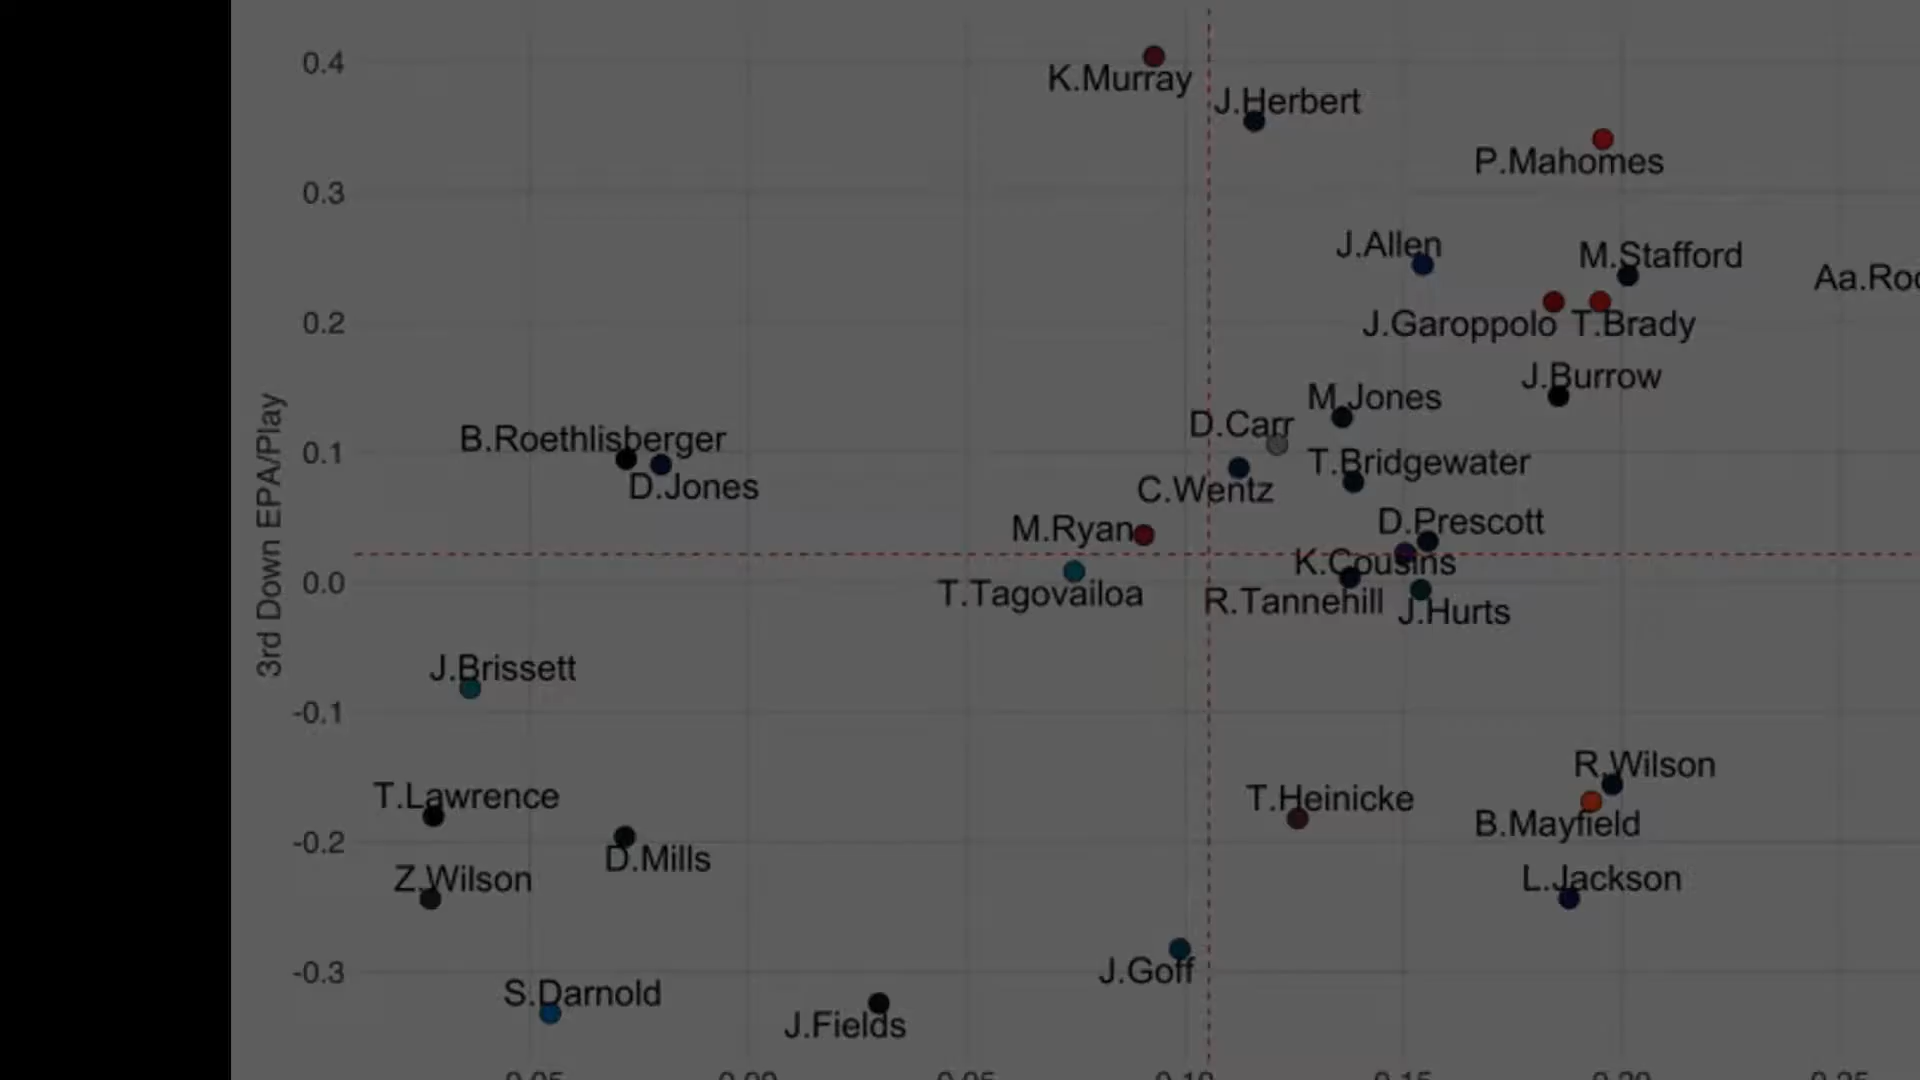 0.4
K.Murray
J.Herbert
P.Mahomes
0.3
J.Allen
M.Stafford
Aa.Roc
0.2
J.Garoppolo
T.Brady
J.Burrow
M.Jones
D.Carr
B.Roethlisberger
0.1
T.Bridgewater
D.Jones
C.Wentz
3rd Down EPA/Play
M.Ryan
D.Prescott
K.Cousins
0.0
T.Tagovailoa
R.Tannehill
J.Hurts
J.Brissett
-0.1
R.Wilson
T.Lawrence
T.Heinicke
B.Mayfield
-0.2
D.Mills
Z.Wilson
L.Jackson
-0.3
J.Goff
S.Darnold
J.Fields